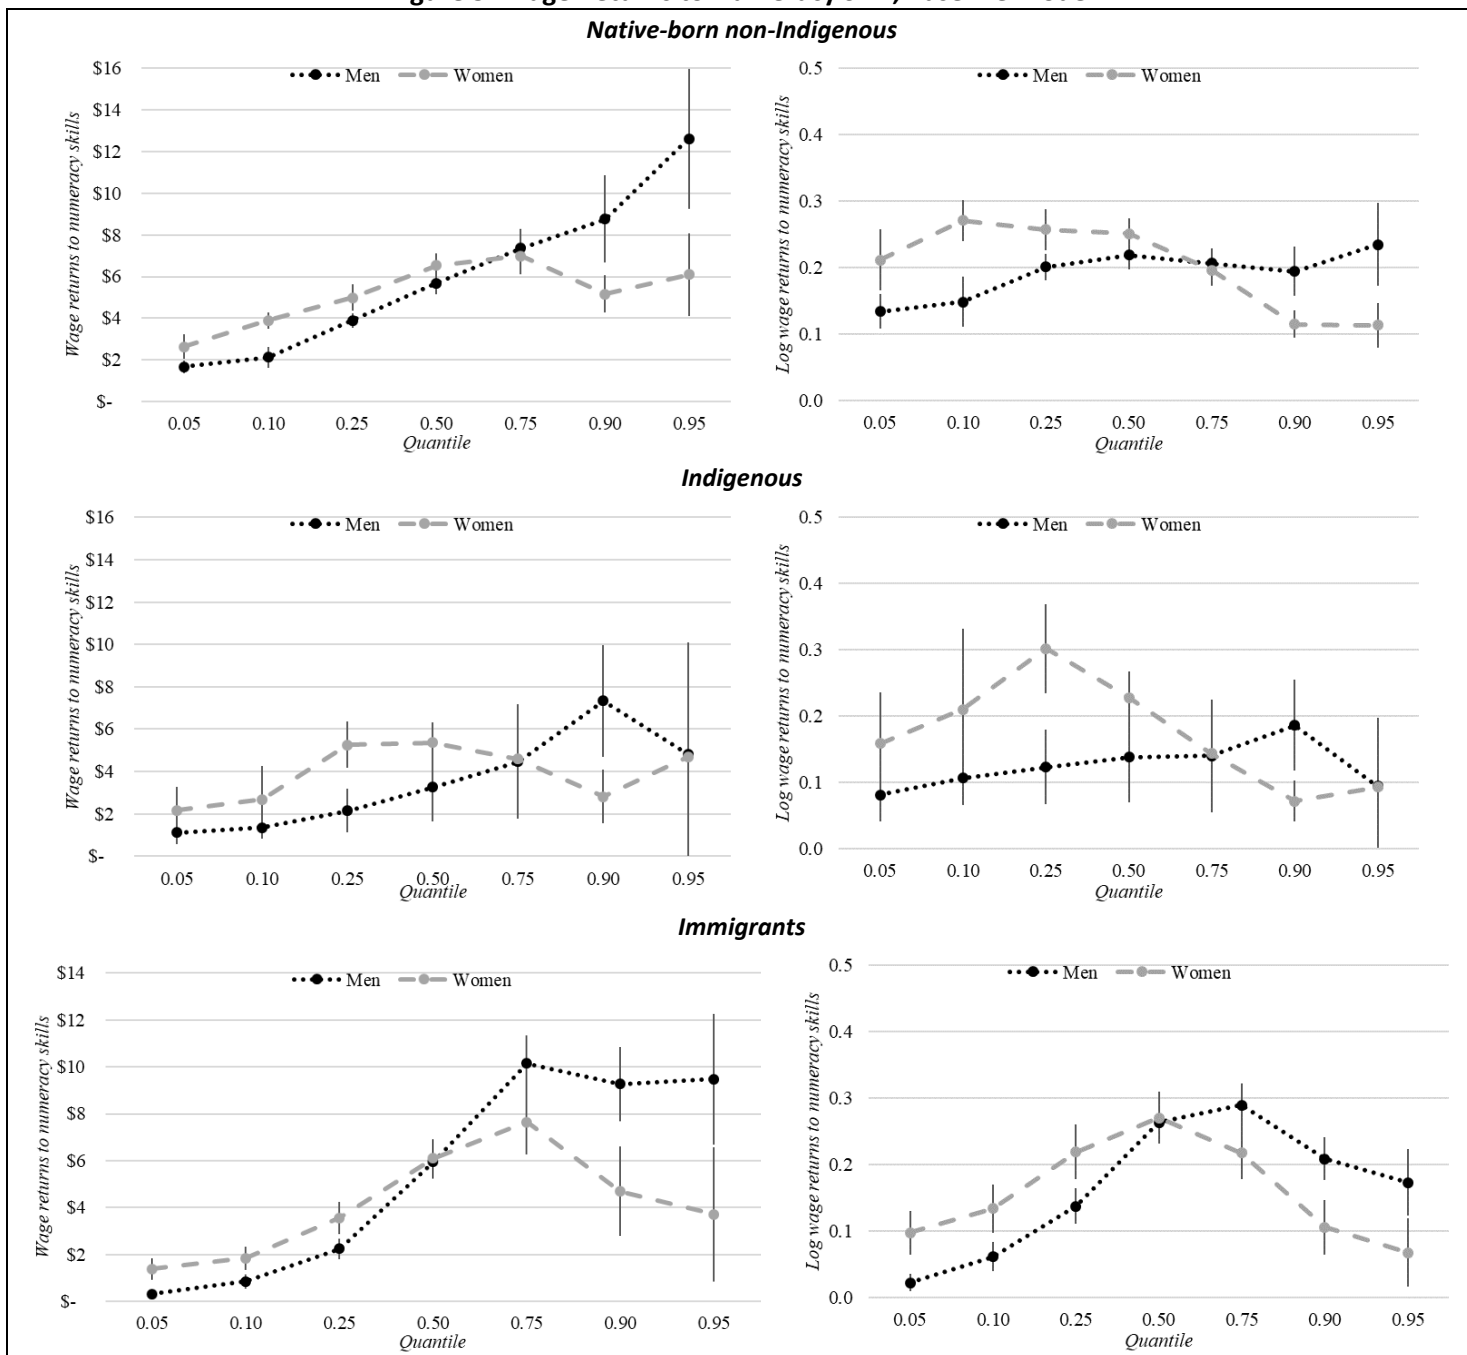 Native-born non-Indigenous
Men Women
$16
$14
$12
$10
$8
$6
$4
$2
$-
Wage returns to numeracy skills
0.05 0.10 0.25 0.50 0.75 0.90 0.95
Quantile
Men Women
0.5
0.4
0.3
0.2
0.1
0.0
Log wage returns to numeracy skills
0.05 0.10 0.25 0.50 0.75 0.90 0.95
Quantile
Indigenous
Men Women
$16
$14
$12
$10
$8
$6
$4
$2
$-
Wage returns to numeracy skills
0.05 0.10 0.25 0.50 0.75 0.90 0.95
Quantile
Men Women
0.5
0.4
0.3
0.2
0.1
0.0
Log wage returns to numeracy skills
0.05 0.10 0.25 0.50 0.75 0.90 0.95
Quantile
Immigrants
Men Women
$14
$12
$10
$8
$6
$4
$2
$-
Wage returns to numeracy skills
0.05 0.10 0.25 0.50 0.75 0.90 0.95
Quantile
Men Women
0.5
0.4
0.3
0.2
0.1
0.0
Log wage returns to numeracy skills
0.05 0.10 0.25 0.50 0.75 0.90 0.95
Quantile